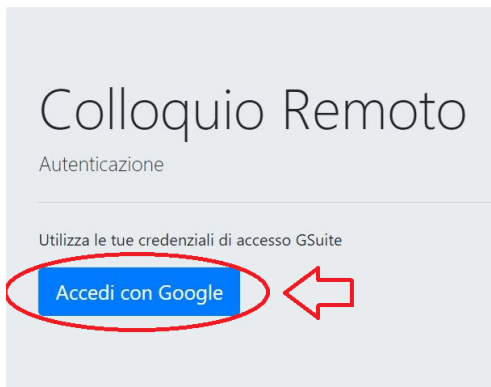 Colloquio Remoto
Autenticazione
Utilizza le tue credenziali di accesso GSuite
Accedi con Google